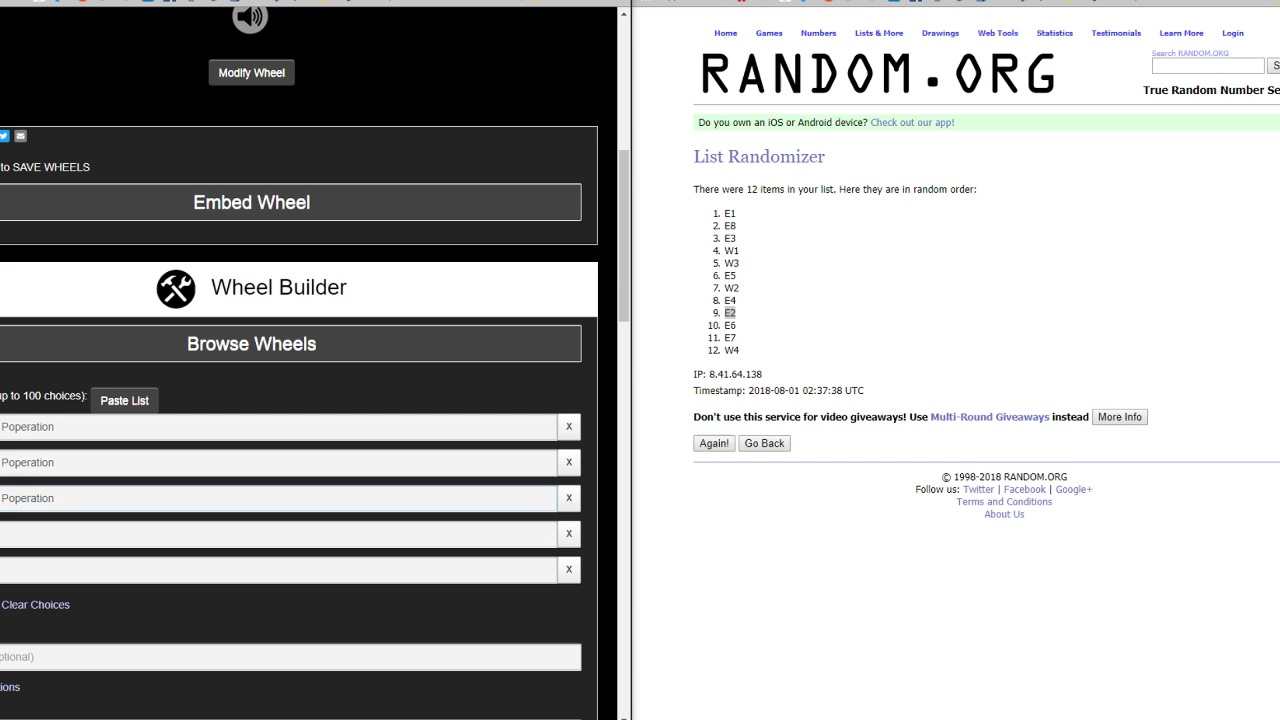 Modify Wheel
to SAVE WHEELS
Embed Wheel
Wheel Builder
Browse Wheels
up to 100 choices): Paste List
Poperation X
Poperation X
Poperation X
X
X
Clear Choices
ptional)
tions
Home Games Numbers Lists & More Drawings Web Tools Statistics Testimonials Learn More Login
Search RANDOM.ORG
RANDOM.ORG
True Random Number Se
Do you own an iOS or Android device? Check out our app!
List Randomizer
There were 12 items in your list. Here they are in random order:
1. E1
2. E8
3. E3
4. W1
5. W3
6. E5
7. W2
8. E4
9. E2
10. E6
11. E7
12. W4
IP: 8.41.64.138
Timestamp: 2018-08-01 02:37:38 UTC
Don't use this service for video giveaways! Use Multi-Round Giveaways instead More Info
Again! Go Back
© 1998-2018 RANDOM.ORG
Follow us: Twitter | Facebook | Google+
Terms and Conditions
About Us